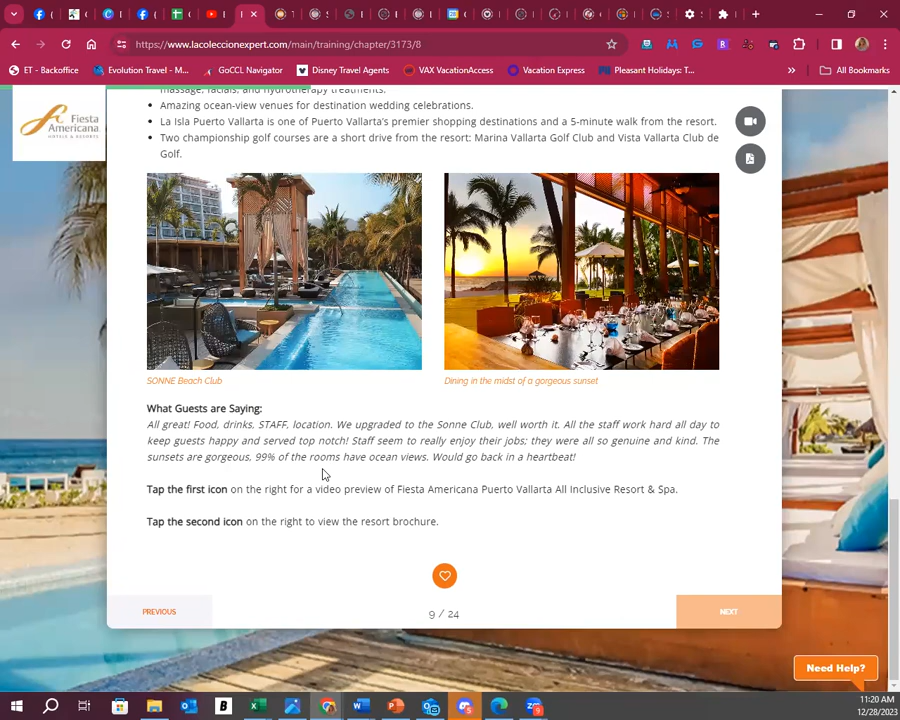 https://www.lacoleccionexpert.com/main/training/chapter/3173/8
ET - Backoffice
Evolution Travel - M...
GoCCL Navigator
Disney Travel Agents
VAX VacationAccess
Vacation Express
Pleasant Holidays: T...
»
All Bookmarks
Fiesta
Americana
HOTELS & RESORTS
massage, facials, and hydrotherapy treatments.
• Amazing ocean-view venues for destination wedding celebrations.
• La Isla Puerto Vallarta is one of Puerto Vallarta's premier shopping destinations and a 5-minute walk from the resort.
• Two championship golf courses are a short drive from the resort: Marina Vallarta Golf Club and Vista Vallarta Club de
Golf.
SONNE Beach Club
Dining in the midst of a gorgeous sunset
What Guests are Saying:
All great! Food, drinks, STAFF, location. We upgraded to the Sonne Club, well worth it. All the staff work hard all day to
keep guests happy and served top notch! Staff seem to really enjoy their jobs; they were all so genuine and kind. The
sunsets are gorgeous, 99% of the rooms have ocean views. Would go back in a heartbeat!
Tap the first icon on the right for a video preview of Fiesta Americana Puerto Vallarta All Inclusive Resort & Spa.
Tap the second icon on the right to view the resort brochure.
PREVIOUS
9 / 24
NEXT
Need Help?
11:20 AM
12/28/2023